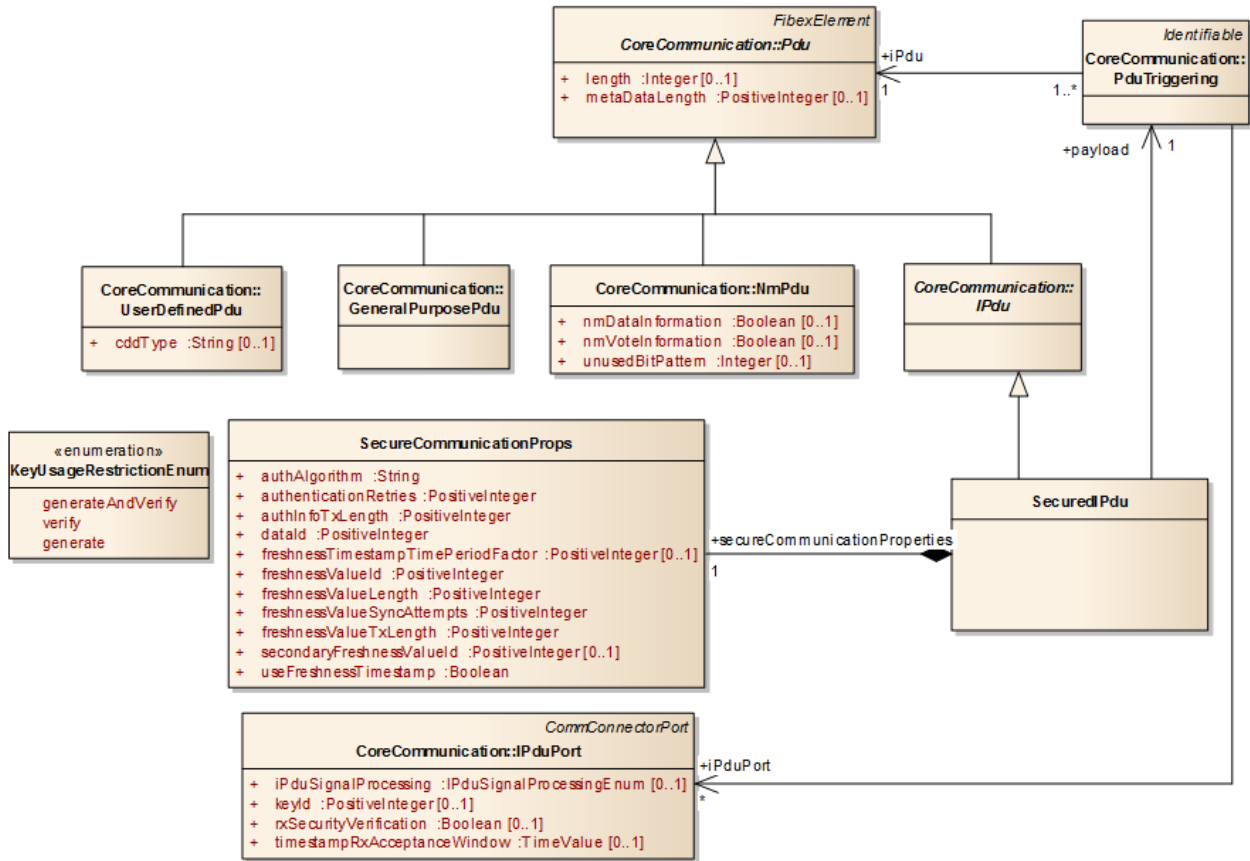 FibexElement
CoreCommunication::Pdu
+ length :Integer [0..1]
+ metaDataLength :PositiveInteger [0..1]
Identifiable
CoreCommunication::
PduTriggering
+iPdu
1
1..*
+payload
1
CoreCommunication::
UserDefinedPdu
+ cddType :String [0..1]
CoreCommunication::
GeneralPurposePdu
CoreCommunication::NmPdu
+ nmDataInformation :Boolean [0..1]
+ nmVoteInformation :Boolean [0..1]
+ unusedBitPattern :Integer [0..1]
CoreCommunication::
IPdu
«enumeration»
KeyUsageRestrictionEnum
generateAndVerify
verify
generate
SecureCommunicationProps
+ authAlgorithm :String
+ authenticationRetries :PositiveInteger
+ authInfoTxLength :PositiveInteger
+ dataId :PositiveInteger
+ freshnessTimestampTimePeriodFactor :PositiveInteger [0..1]
+ freshnessValueId :PositiveInteger
+ freshnessValueLength :PositiveInteger
+ freshnessValueSyncAttempts :PositiveInteger
+ freshnessValueTxLength :PositiveInteger
+ secondaryFreshnessValueId :PositiveInteger [0..1]
+ useFreshnessTimestamp :Boolean
+secureCommunicationProperties
1
SecuredIPdu
CommConnectorPort
CoreCommunication::IPduPort
+ iPduSignalProcessing :IPduSignalProcessingEnum [0..1]
+ keyId :PositiveInteger [0..1]
+ rxSecurityVerification :Boolean [0..1]
+ timestampRxAcceptanceWindow :TimeValue [0..1]
+iPduPort
*